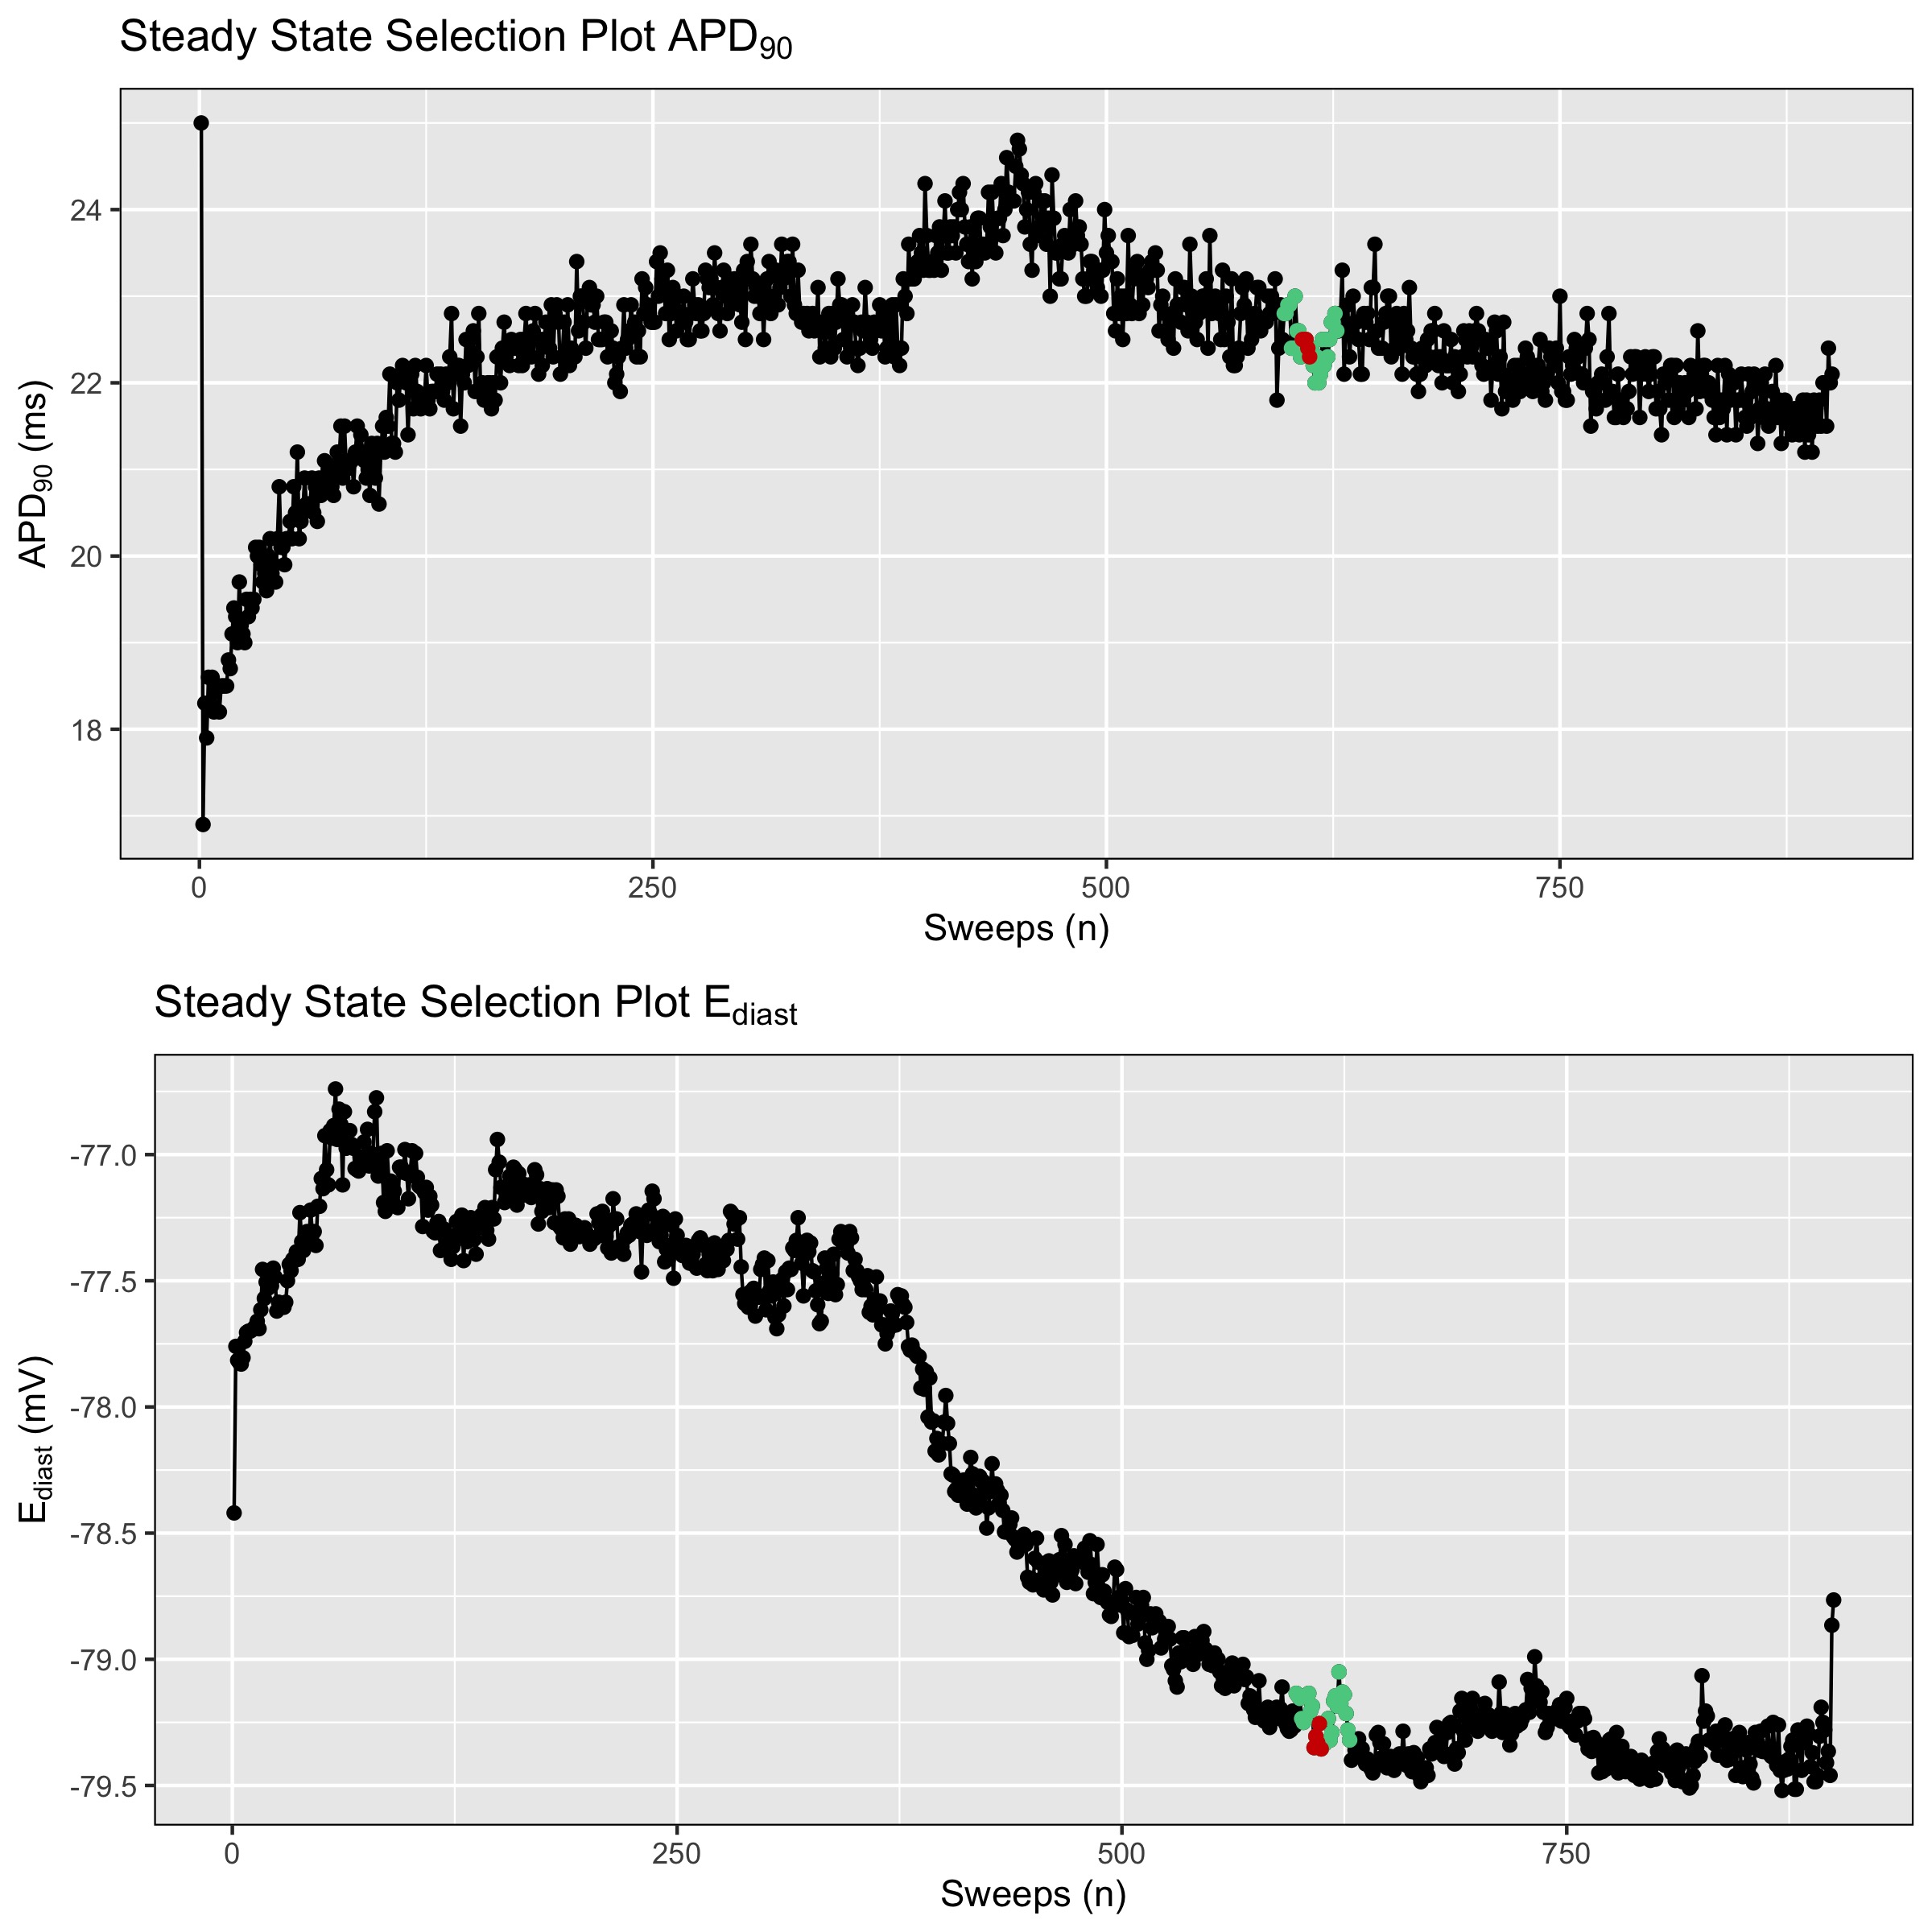 Steady State Selection Plot APD90
24
22
20
18
APD90 (ms)
0 250 500 750
Sweeps (n)
Steady State Selection Plot Ediast
-77.0
-77.5
-78.0
-78.5
-79.0
-79.5
Ediast (mV)
0 250 500 750
Sweeps (n)